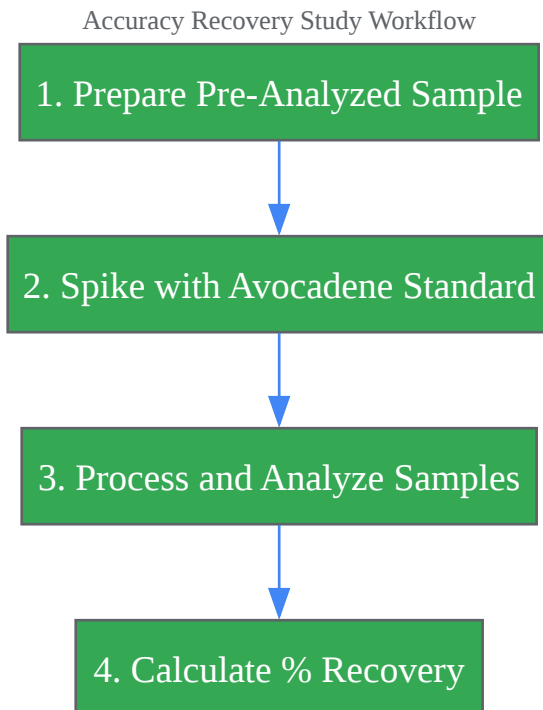 Accuracy Recovery Study Workflow
1. Prepare Pre-Analyzed Sample
2. Spike with Avocadene Standard
3. Process and Analyze Samples
4. Calculate % Recovery